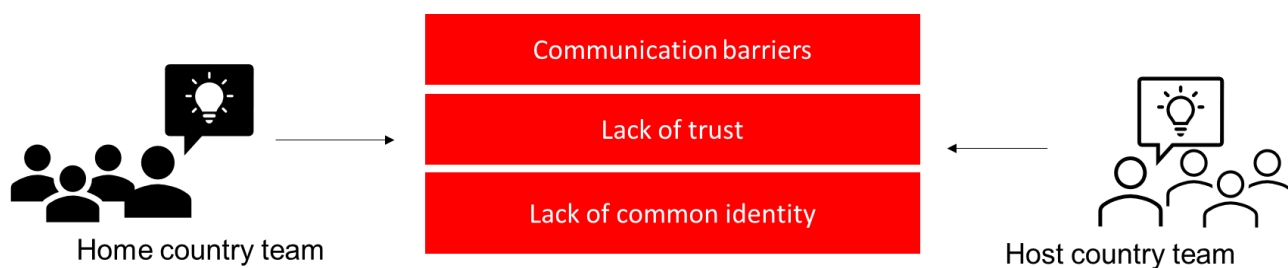 Communication barriers
Lack of trust
Lack of common identity
Home country team
Host country team